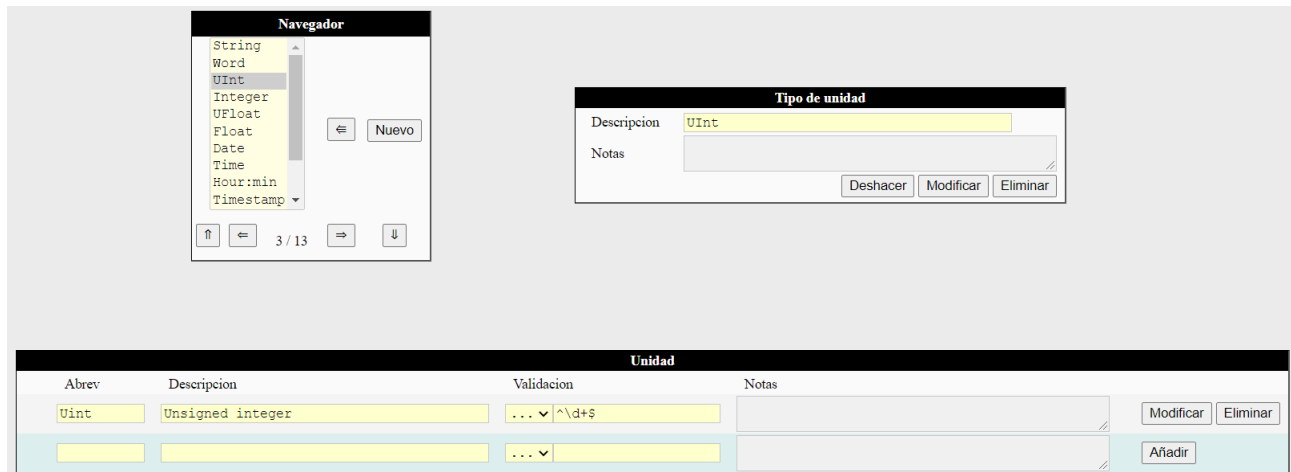 Navegador
String
Word
UInt
Integer
UFloat
Float
Date
Time
Hour:min
Timestamp
⇐ Nuevo
⇑ ⇐ 3 / 13 ⇒ ⇓
Tipo de unidad
Descripcion UInt
Notas
Deshacer Modificar Eliminar
Unidad
Abrev Descripcion Validacion Notas
Uint Unsigned integer ... ^\d+$ Modificar Eliminar
... Añadir